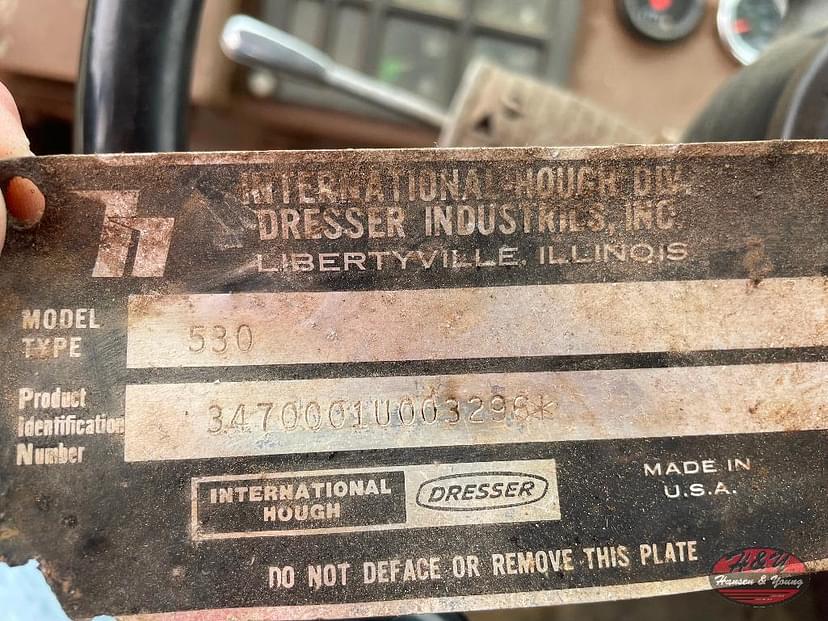 INTERNATIONAL HOUGH DIV.
DRESSER INDUSTRIES, INC.
LIBERTYVILLE, ILLINOIS
MODEL
TYPE
530
Product
Identification
Number
3470001U003298*
INTERNATIONAL
HOUGH
DRESSER
MADE IN
U.S.A.
DO NOT DEFACE OR REMOVE THIS PLATE
H&Y
Hansen & Young